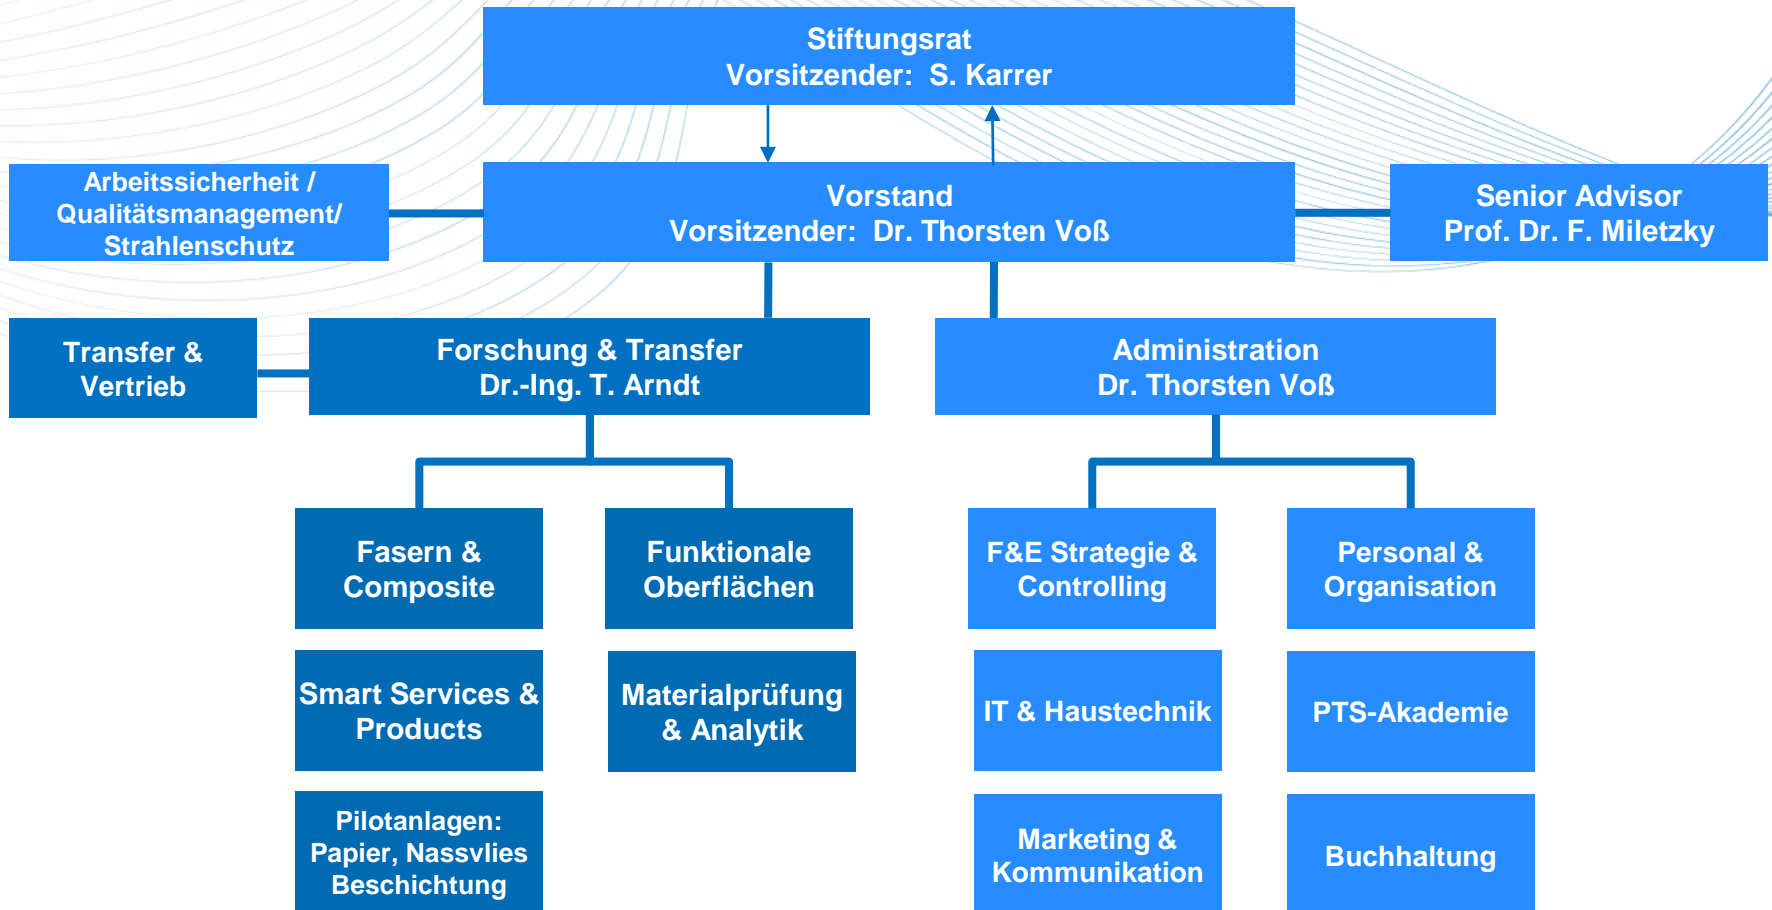 Stiftungsrat
Vorsitzender: S. Karrer
Arbeitssicherheit /
Qualitätsmanagement/
Strahlenschutz
Vorstand
Vorsitzender: Dr. Thorsten Voß
Senior Advisor
Prof. Dr. F. Miletzky
Transfer &
Vertrieb
Forschung & Transfer
Dr.-Ing. T. Arndt
Administration
Dr. Thorsten Voß
Fasern &
Composite
Funktionale
Oberflächen
F&E Strategie &
Controlling
Personal &
Organisation
Smart Services &
Products
Materialprüfung
& Analytik
IT & Haustechnik
PTS-Akademie
Pilotanlagen:
Papier, Nassvlies
Beschichtung
Marketing &
Kommunikation
Buchhaltung